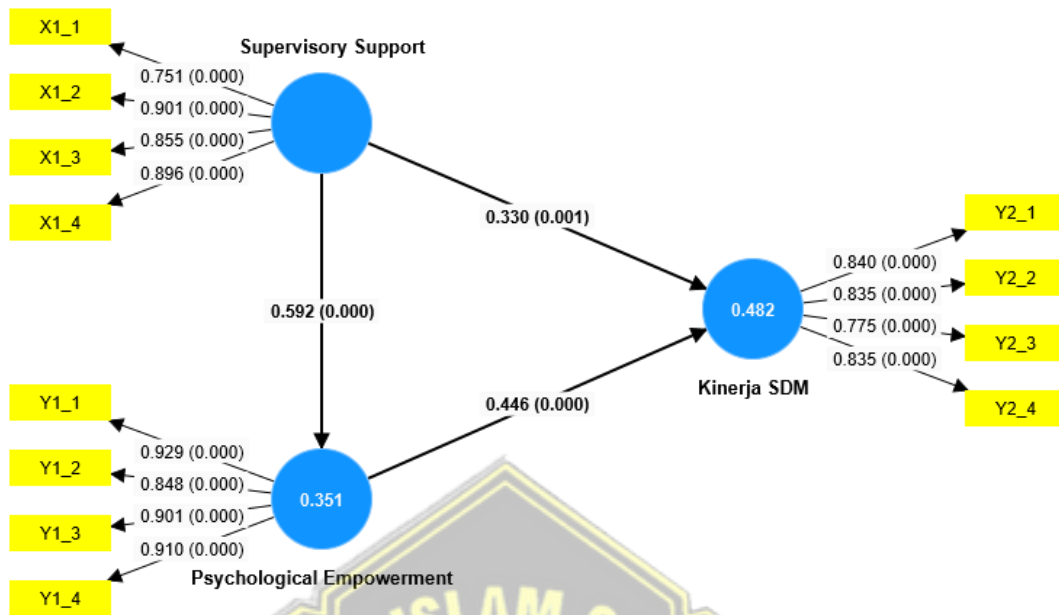 X1_1
Supervisory Support
0.751 (0.000)
X1_2
0.901 (0.000)
0.855 (0.000)
X1_3
0.896 (0.000)
X1_4
0.330 (0.001)
Y2_1
0.840 (0.000)
Y2_2
0.835 (0.000)
0.775 (0.000)
Y2_3
0.835 (0.000)
Y2_4
0.482
Kinerja SDM
0.592 (0.000)
0.446 (0.000)
Y1_1
0.929 (0.000)
Y1_2
0.848 (0.000)
0.901 (0.000)
Y1_3
0.910 (0.000)
Y1_4
0.351
Psychological Empowerment
ISLAM